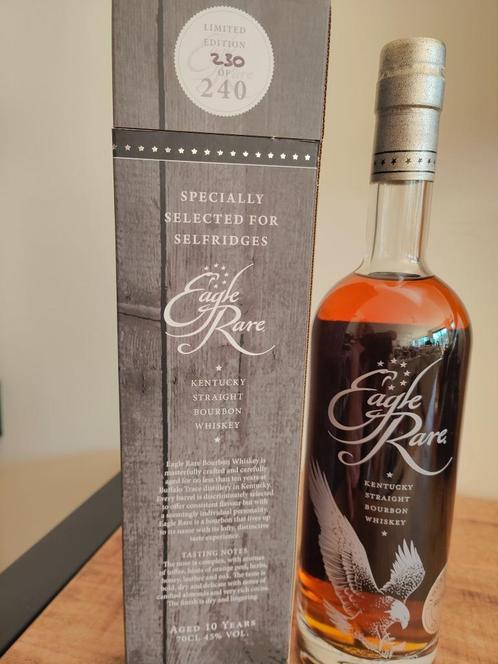 LIMITED
EDITION
230
OF
240
SPECIALLY
SELECTED FOR
SELFRIDGES
Eagle
Rare
KENTUCKY
STRAIGHT
BOURBON
WHISKEY
Eagle Rare Bourbon Whiskey is
masterfully crafted and carefully
aged for no less than ten years at
Buffalo Trace distillery in Kentucky.
Every barrel is discriminately selected
to offer consistent flavour but with
a seemingly individual personality.
Eagle Rare is a bourbon that lives up
to its name with its lofty, distinctive
taste experience.
TASTING NOTES
The nose is complex, with aromas
of toffee, hints of orange peel, herbs,
honey, leather and oak. The taste is
bold, dry and delicate with notes of
candied almonds and very rich cocoa.
The finish is dry and lingering.
AGED 10 YEARS
70CL 45% VOL.
Eagle
Rare
KENTUCKY
STRAIGHT
BOURBON
WHISKEY